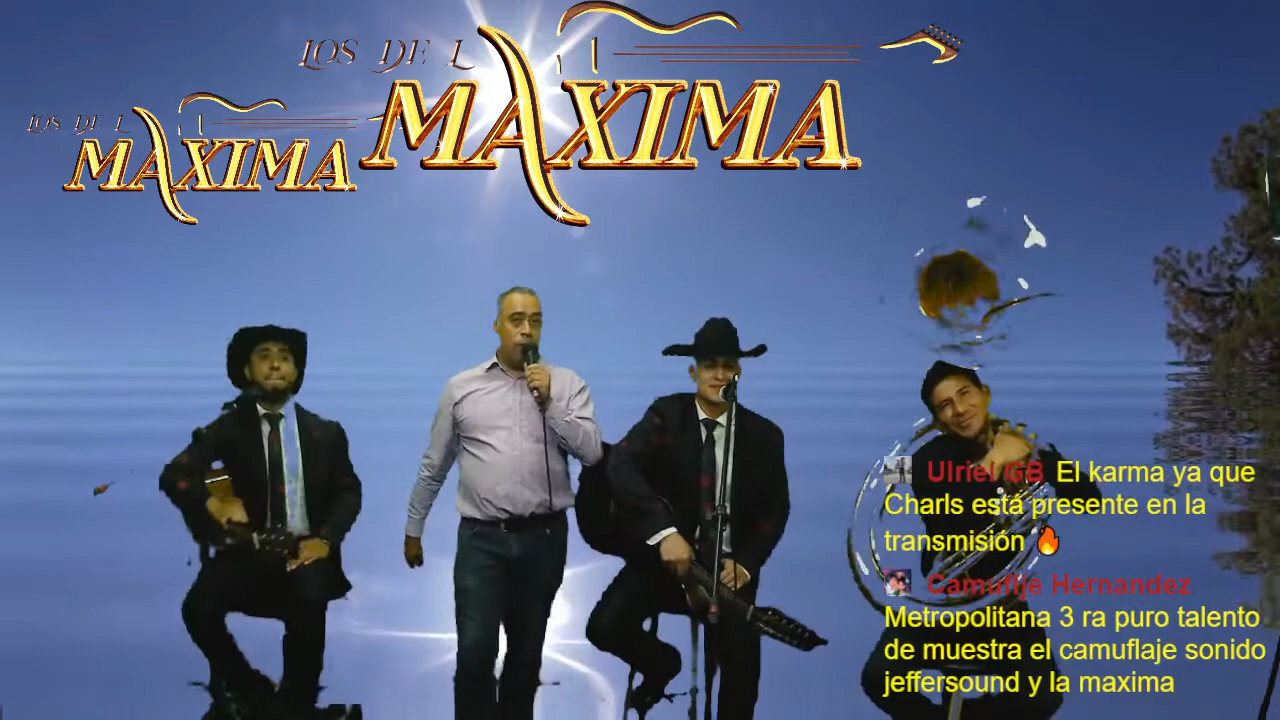 LOS DE L
MAXIMA
LOS DE L
MAXIMA
Ulriel GB El karma ya que
Charls está presente en la
transmisión 🔥
Camuflje Hernandez
Metropolitana 3 ra puro talento
de muestra el camuflaje sonido
jeffersound y la maxima